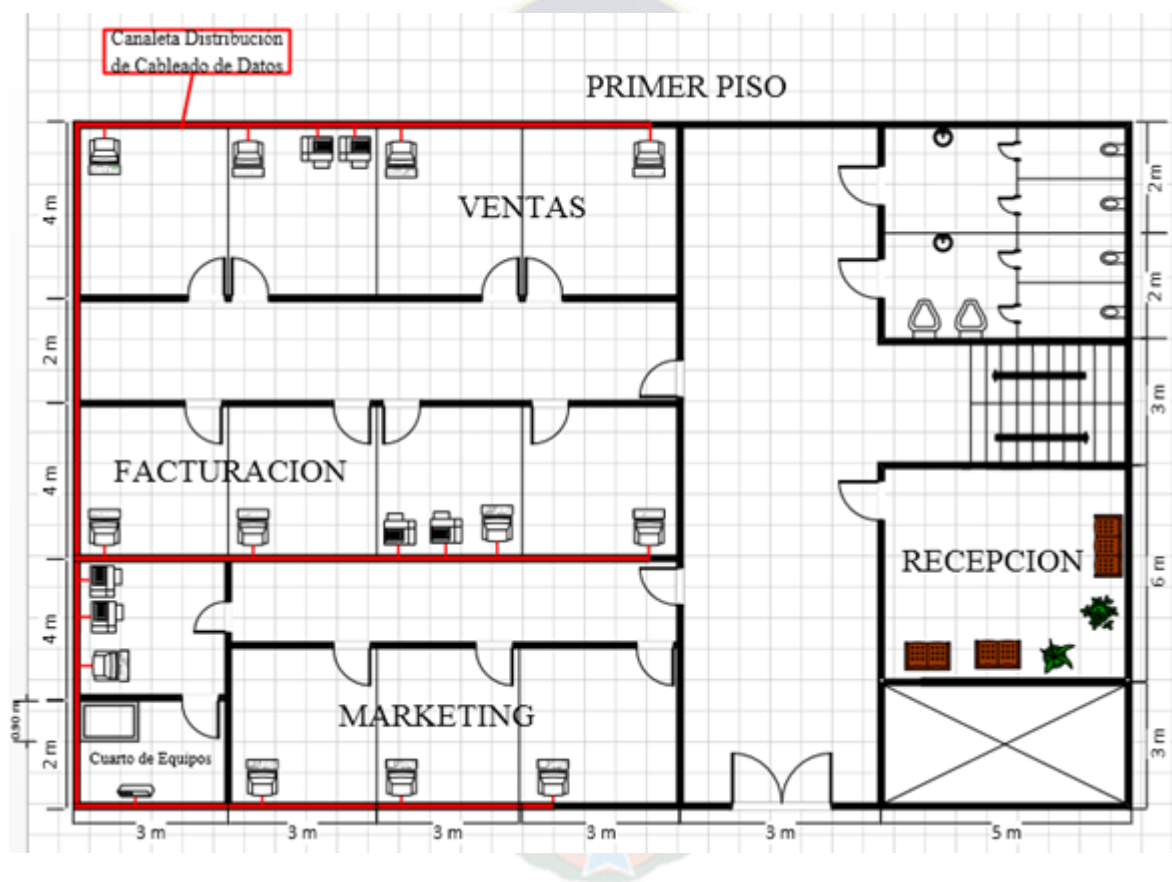 Canaleta Distribución
de Cableado de Datos
PRIMER PISO
4 m
2 m
4 m
4 m
0.90 m
2 m
VENTAS
FACTURACION
MARKETING
Cuarto de Equipos
RECEPCION
2m
2 m
3 m
6 m
3 m
3 m
3 m
3 m
3 m
3 m
5 m